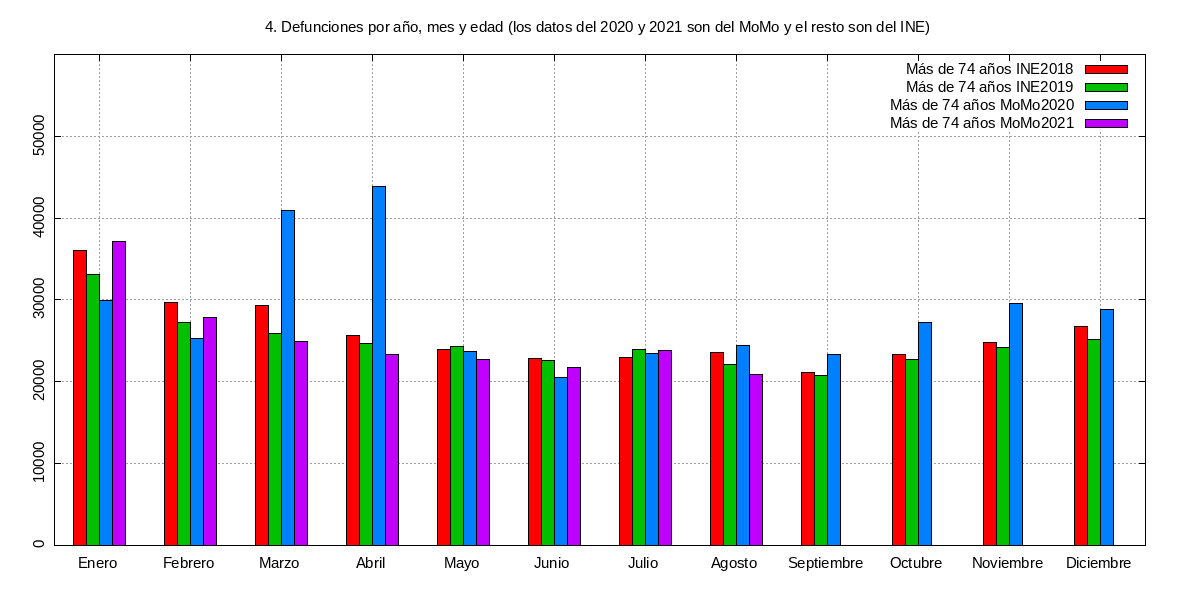 4. Defunciones por año, mes y edad (los datos del 2020 y 2021 son del MoMo y el resto son del INE)
Más de 74 años INE2018
Más de 74 años INE2019
Más de 74 años MoMo2020
Más de 74 años MoMo2021
50000
40000
30000
20000
10000
0
Enero Febrero Marzo Abril Mayo Junio Julio Agosto Septiembre Octubre Noviembre Diciembre